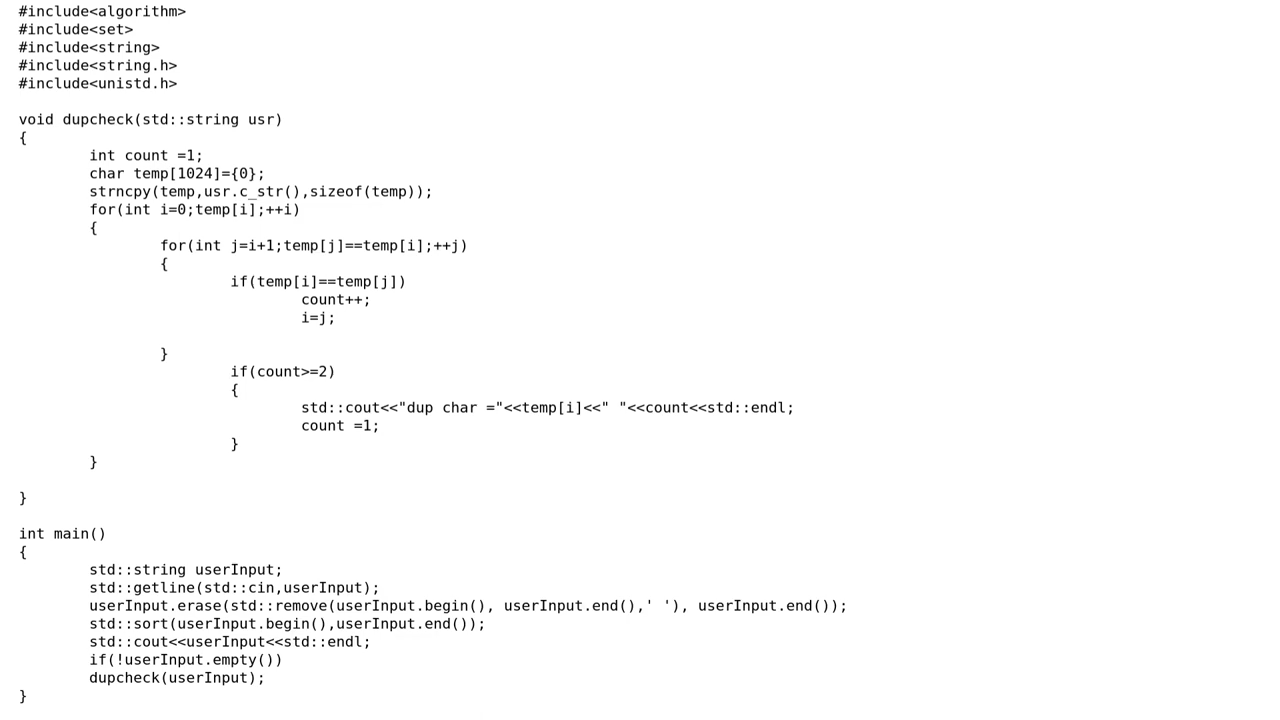 #include<algorithm>
#include<set>
#include<string>
#include<string.h>
#include<unistd.h>

void dupcheck(std::string usr)
{
        int count =1;
        char temp[1024]={0};
        strncpy(temp,usr.c_str(),sizeof(temp));
        for(int i=0;temp[i];++i)
        {
                for(int j=i+1;temp[j]==temp[i];++j)
                {
                        if(temp[i]==temp[j])
                                count++;
                                i=j;

                }
                        if(count>=2)
                        {
                                std::cout<<"dup char ="<<temp[i]<<" "<<count<<std::endl;
                                count =1;
                        }
        }

}

int main()
{
        std::string userInput;
        std::getline(std::cin,userInput);
        userInput.erase(std::remove(userInput.begin(), userInput.end(),' '), userInput.end());
        std::sort(userInput.begin(),userInput.end());
        std::cout<<userInput<<std::endl;
        if(!userInput.empty())
        dupcheck(userInput);
}